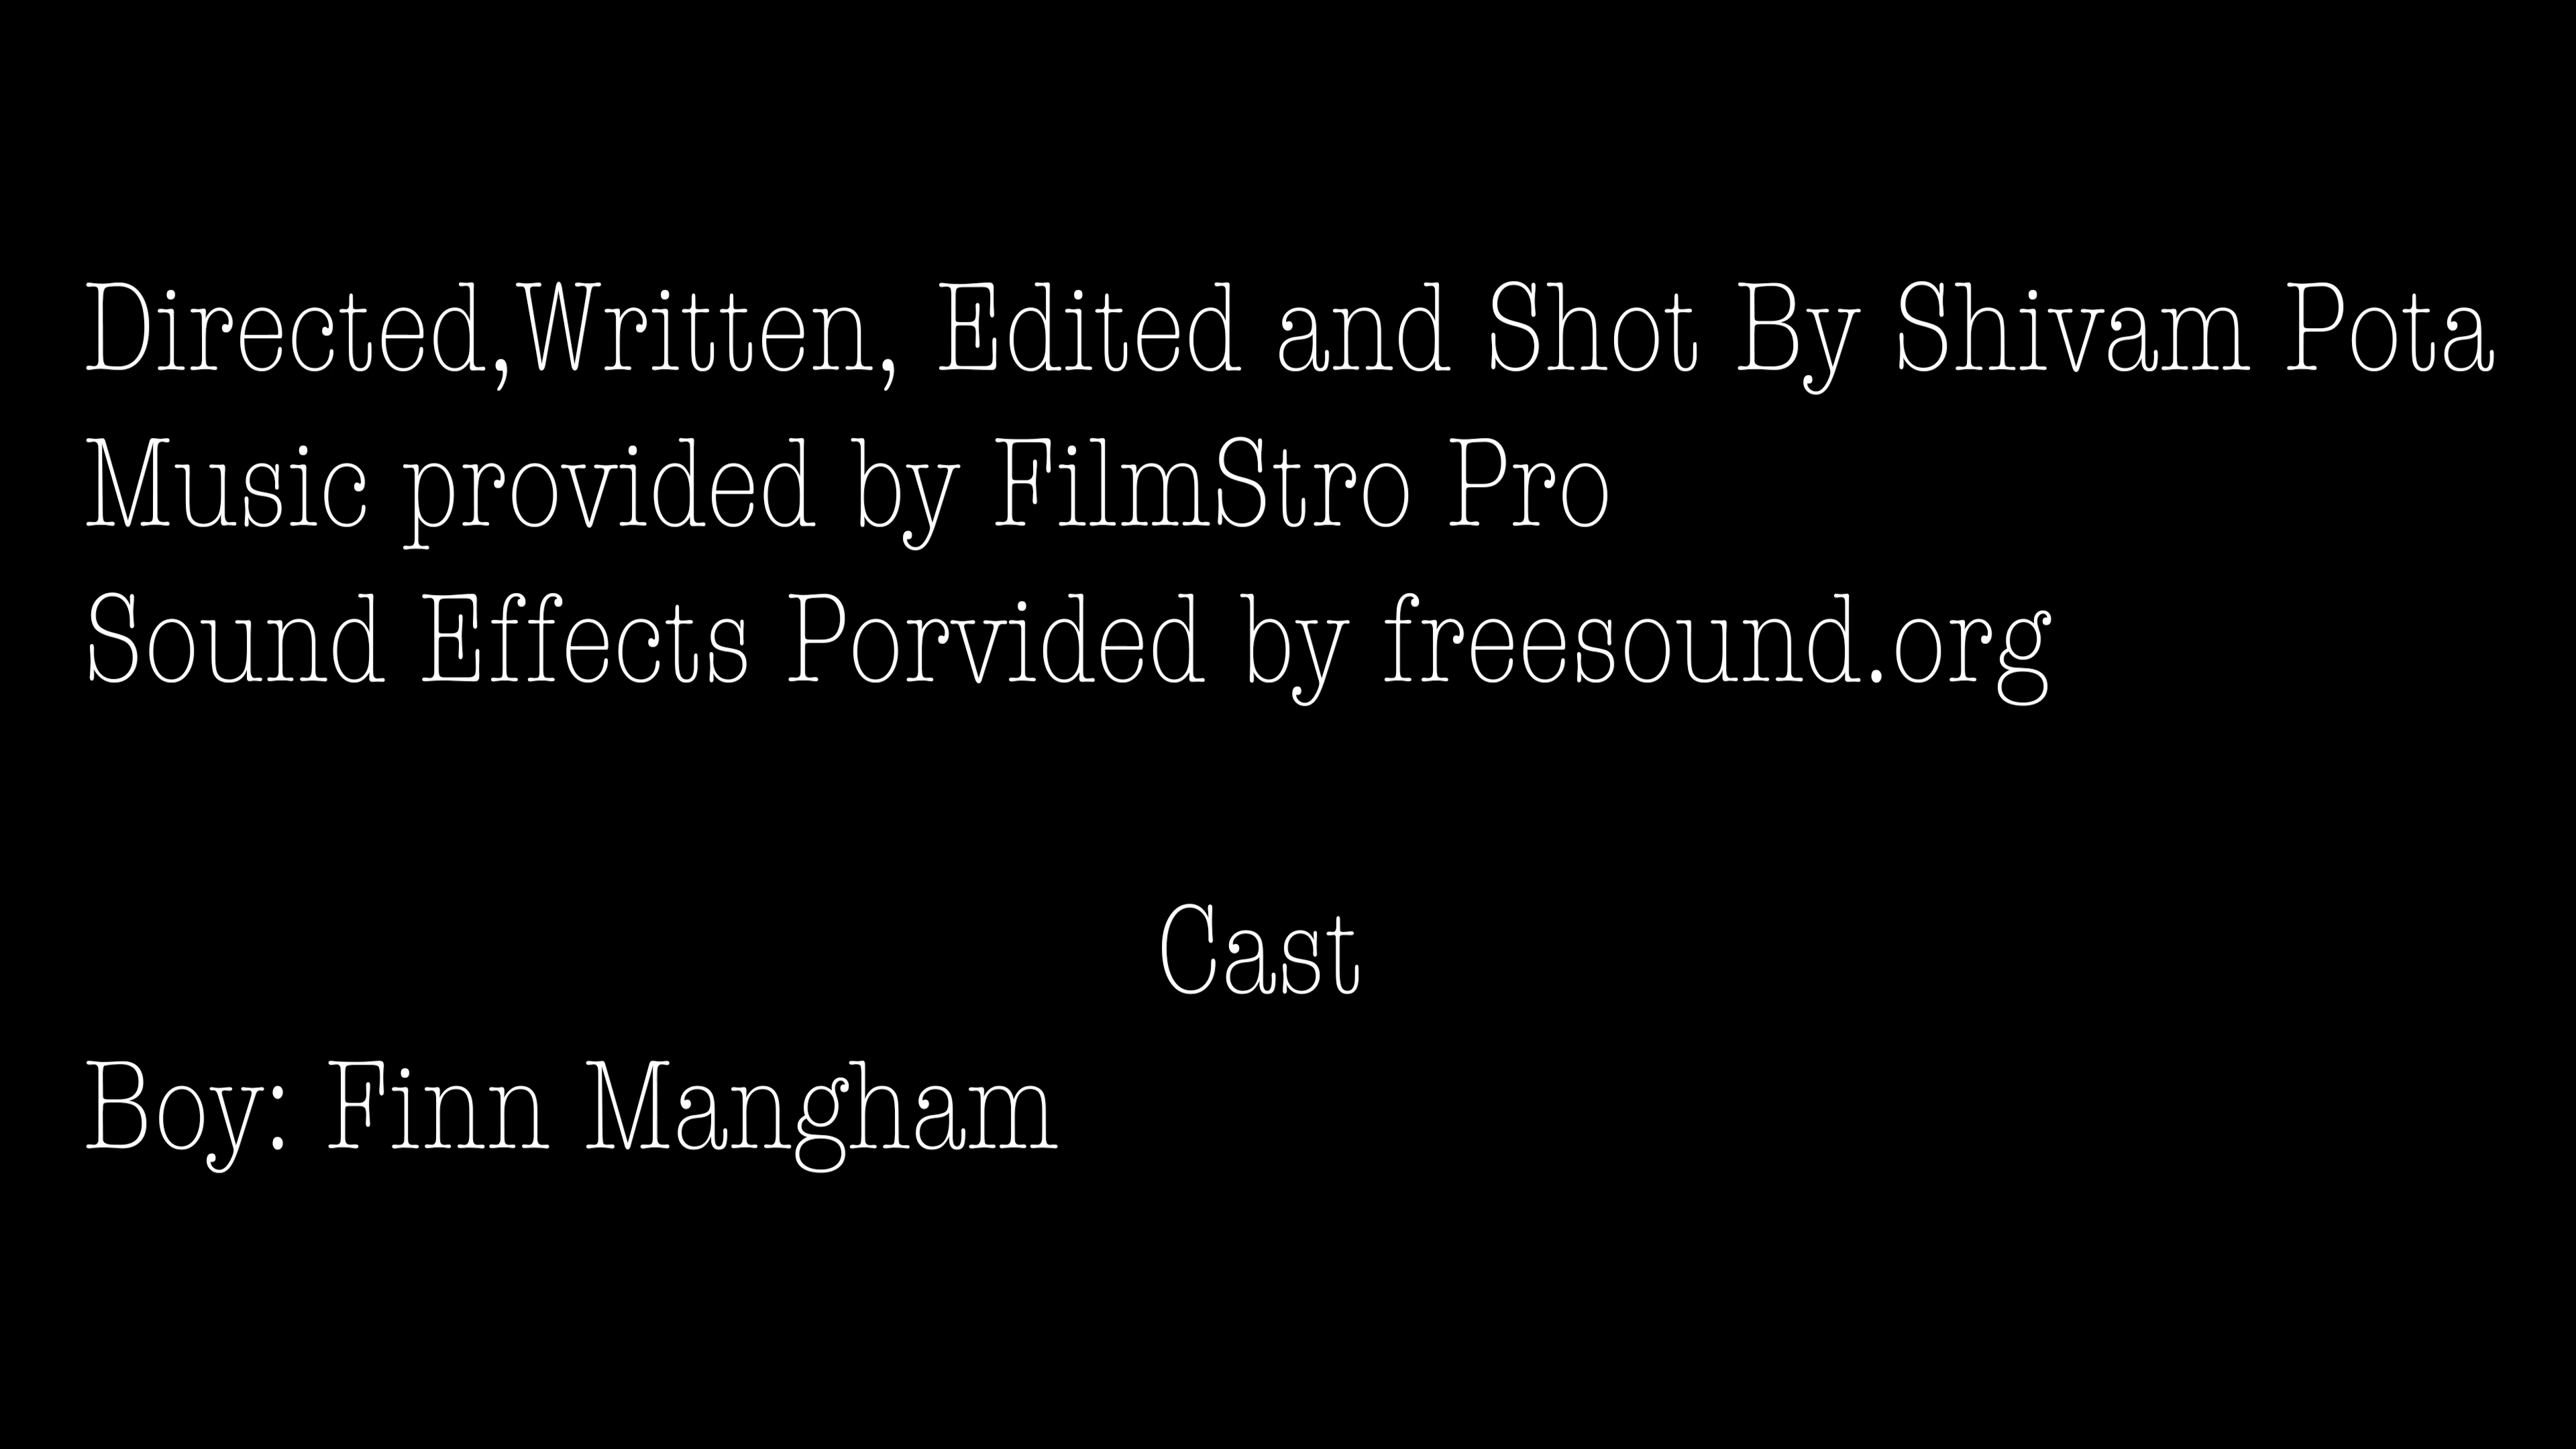 Directed,Written, Edited and Shot By Shivam Pota
Music provided by FilmStro Pro
Sound Effects Porvided by freesound.org
Cast
Boy: Finn Mangham